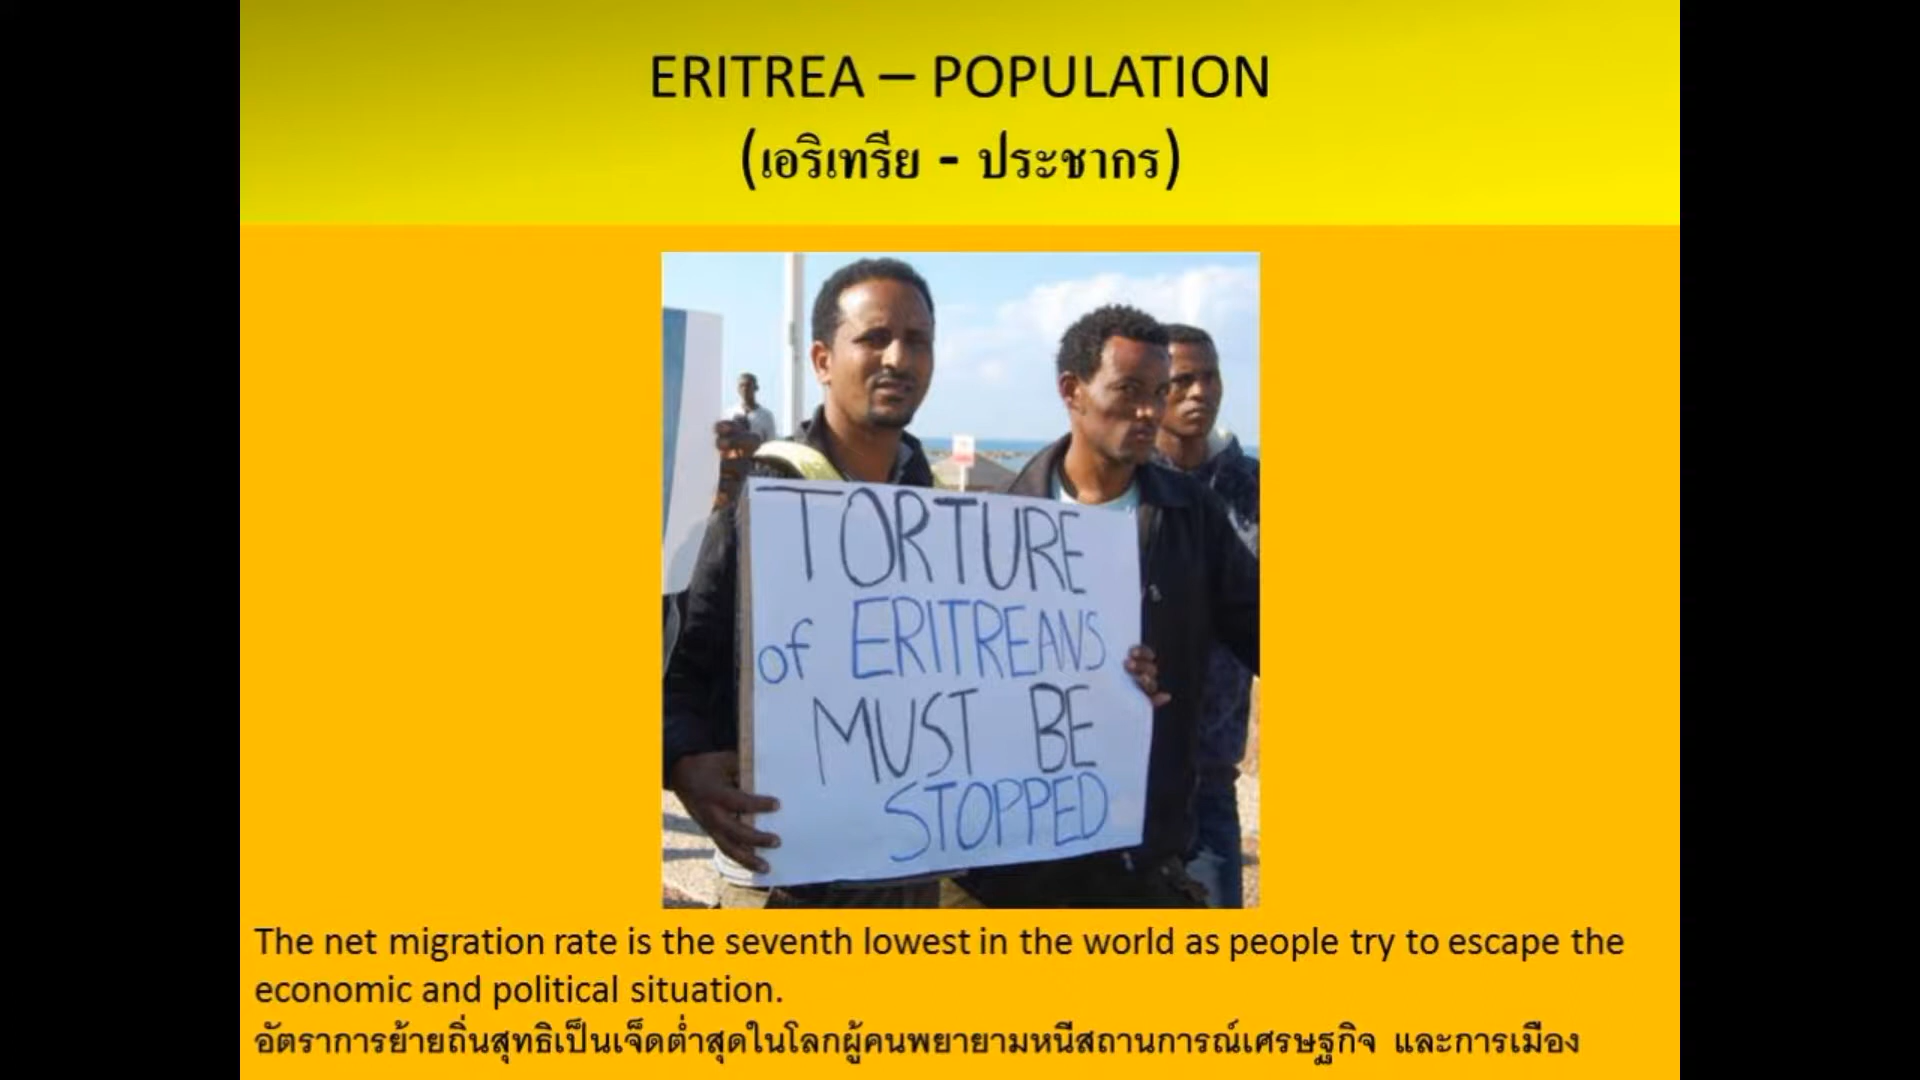 ERITREA – POPULATION
(เอริเทรีย - ประชากร)
TORTURE
of ERITREANS
MUST BE
STOPPED
The net migration rate is the seventh lowest in the world as people try to escape the
economic and political situation.
อัตราการย้ายถิ่นสุทธิเป็นเจ็ดต่ำสุดในโลกผู้คนพยายามหนีสถานการณ์เศรษฐกิจ และการเมือง